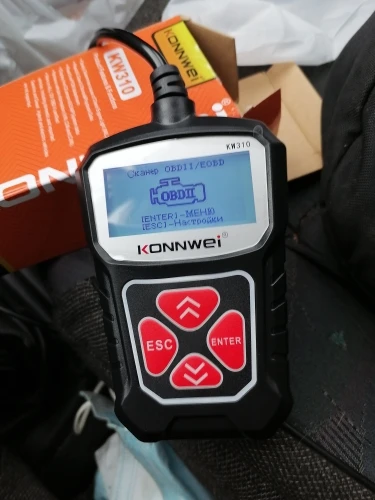 KONNWEI
KW310
KW310
Сканер OBDII/EOBD
OBDII
[ENTER]-МЕНЮ
[ESC]-Настройки
KONNWEI®
ESC
ENTER